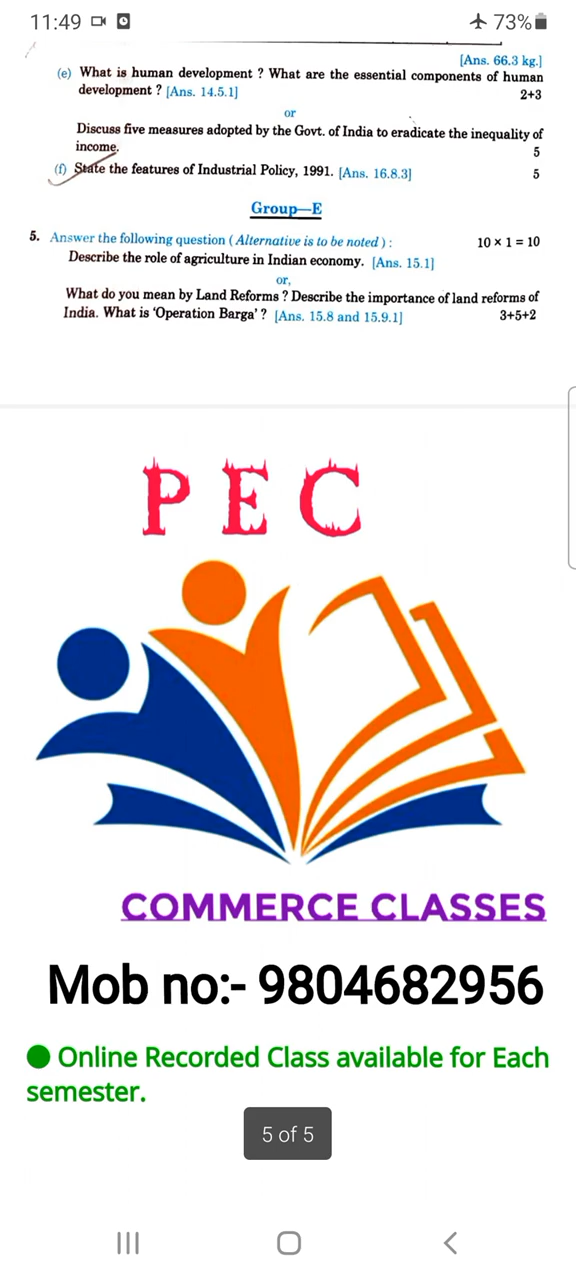 11:49 73%
[Ans. 66.3 kg.]
(e) What is human development ? What are the essential components of human
development ? [Ans. 14.5.1] 2+3
or
Discuss five measures adopted by the Govt. of India to eradicate the inequality of
income. 5
(f) State the features of Industrial Policy, 1991. [Ans. 16.8.3] 5
Group—E
5. Answer the following question (Alternative is to be noted) : 10 × 1 = 10
Describe the role of agriculture in Indian economy. [Ans. 15.1]
or,
What do you mean by Land Reforms ? Describe the importance of land reforms of
India. What is ‘Operation Barga’ ? [Ans. 15.8 and 15.9.1] 3+5+2
PEC
COMMERCE CLASSES
Mob no:- 9804682956
Online Recorded Class available for Each
semester.
5 of 5